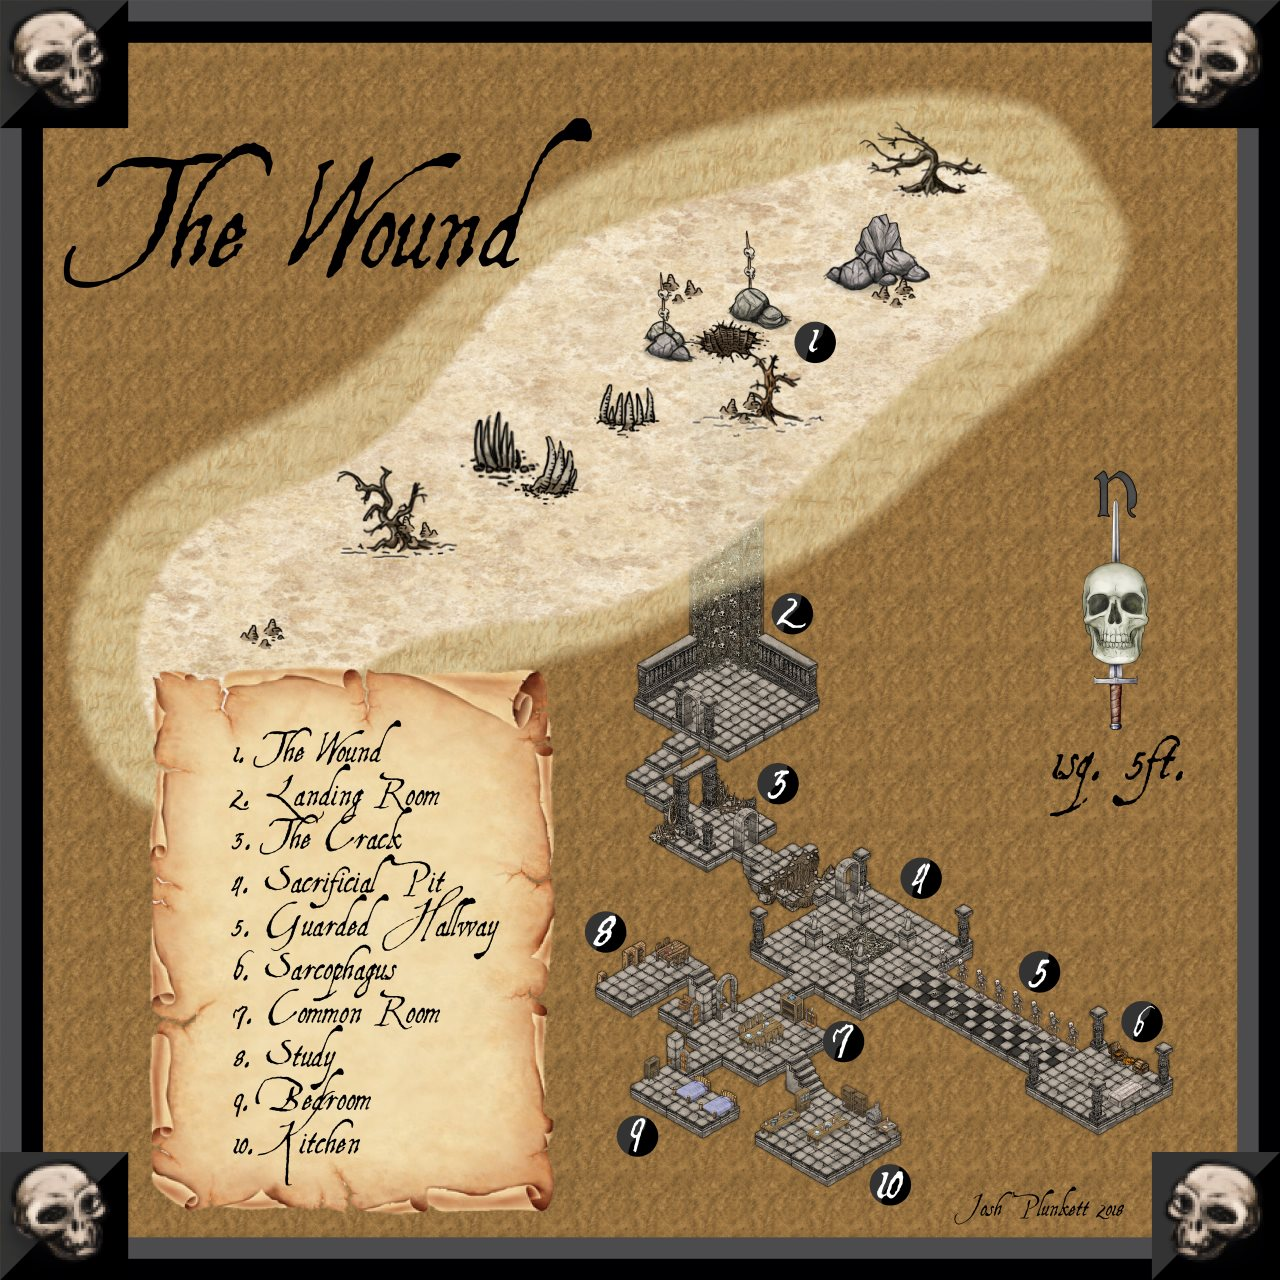 The Wound
1
n
2
1sq. 5ft.
1. The Wound
2. Landing Room
3. The Crack
4. Sacrificial Pit
5. Guarded Hallway
6. Sarcophagus
7. Common Room
8. Study
9. Bedroom
10. Kitchen
3
4
8
5
6
7
9
10
Josh Plunkett 2018